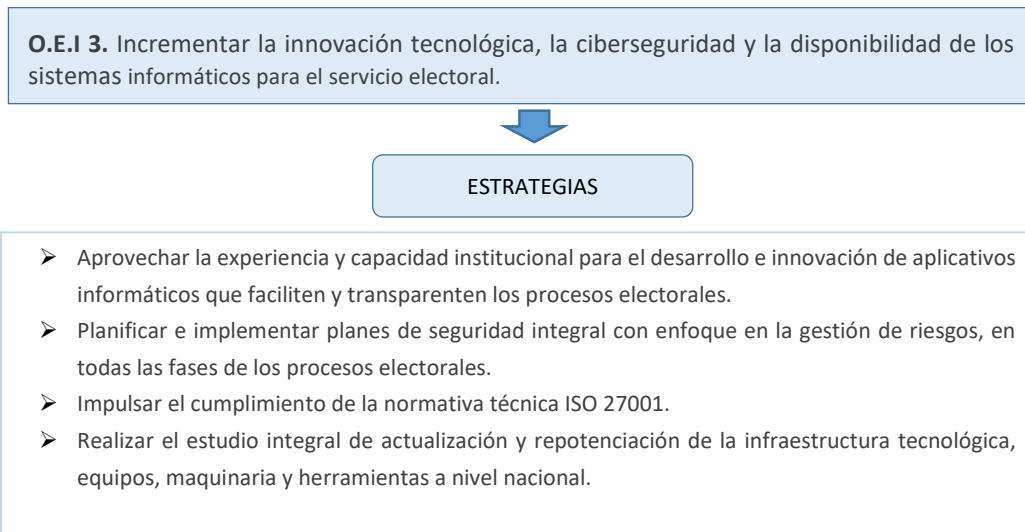 O.E.I 3. Incrementar la innovación tecnológica, la ciberseguridad y la disponibilidad de los
sistemas informáticos para el servicio electoral.
ESTRATEGIAS
➢ Aprovechar la experiencia y capacidad institucional para el desarrollo e innovación de aplicativos
informáticos que faciliten y transparenten los procesos electorales.
➢ Planificar e implementar planes de seguridad integral con enfoque en la gestión de riesgos, en
todas las fases de los procesos electorales.
➢ Impulsar el cumplimiento de la normativa técnica ISO 27001.
➢ Realizar el estudio integral de actualización y repotenciación de la infraestructura tecnológica,
equipos, maquinaria y herramientas a nivel nacional.